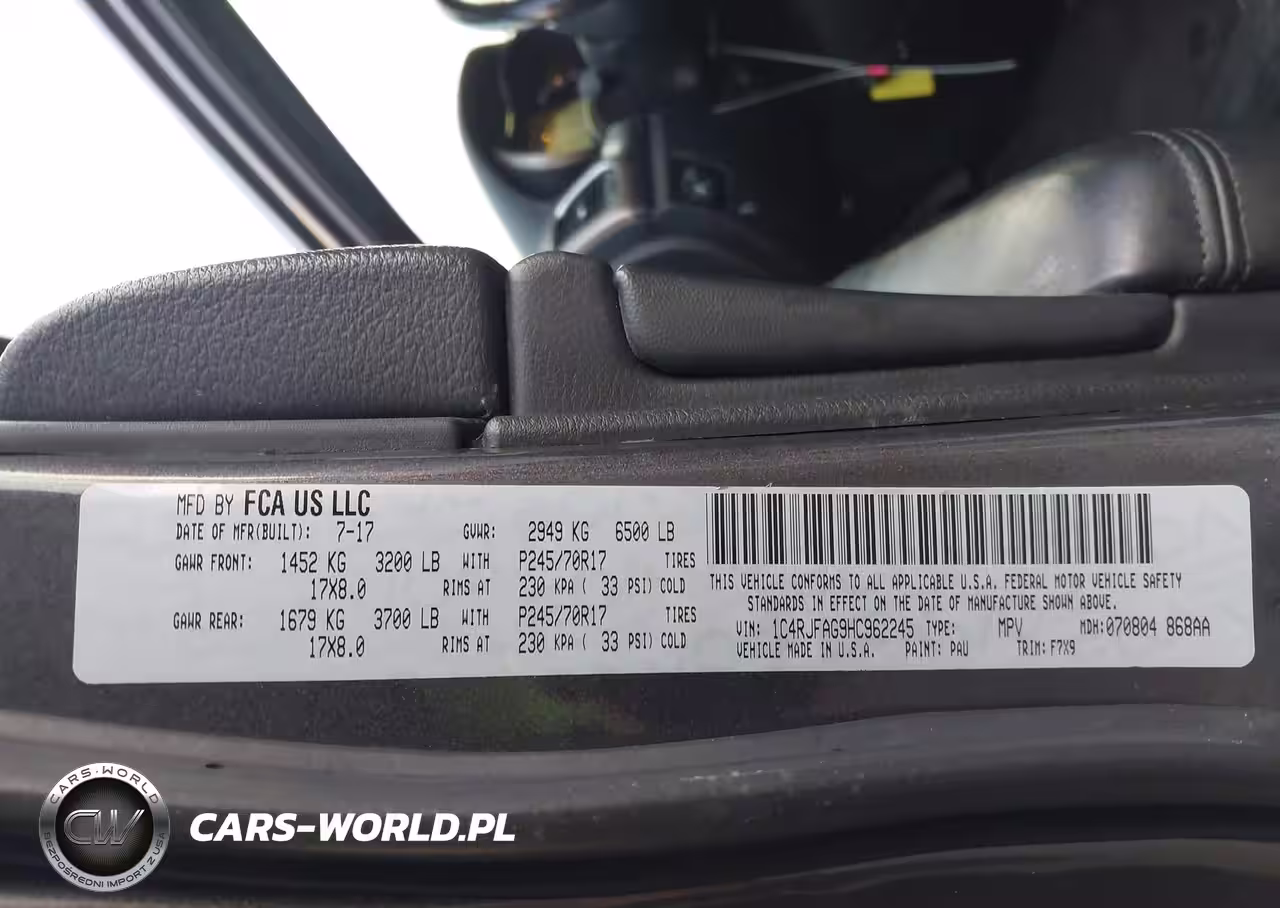 MFD BY FCA US LLC
DATE OF MFR(BUILT): 7-17 GVWR: 2949 KG 6500 LB
GAWR FRONT: 1452 KG 3200 LB WITH P245/70R17 TIRES
17X8.0 RIMS AT 230 KPA ( 33 PSI) COLD
GAWR REAR: 1679 KG 3700 LB WITH P245/70R17 TIRES
17X8.0 RIMS AT 230 KPA ( 33 PSI) COLD
THIS VEHICLE CONFORMS TO ALL APPLICABLE U.S.A. FEDERAL MOTOR VEHICLE SAFETY
STANDARDS IN EFFECT ON THE DATE OF MANUFACTURE SHOWN ABOVE.
VIN: 1C4RJFAG9HC962245 TYPE: MPV MDH:070804 868AA
VEHICLE MADE IN U.S.A. PAINT: PAU TRIM: F7X9
CARS-WORLD
CW
BEZPOŚREDNI IMPORT Z USA
CARS-WORLD.PL